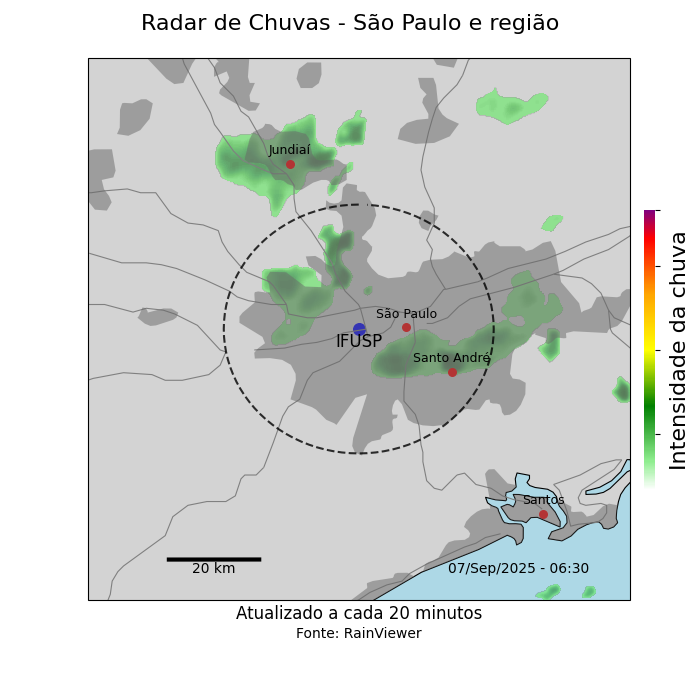 Radar de Chuvas - São Paulo e região
Jundiaí
São Paulo
IFUSP
Santo André
Intensidade da chuva
Santos
20 km
07/Sep/2025 - 06:30
Atualizado a cada 20 minutos
Fonte: RainViewer